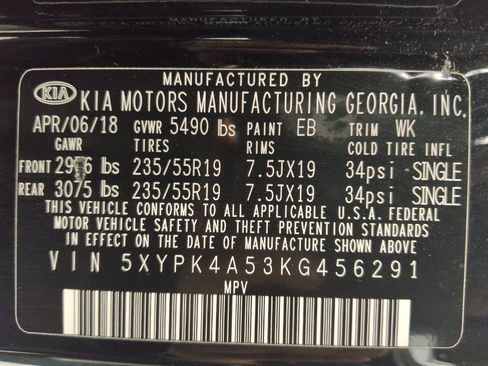 MANUFACTURED BY
KIA KIA MOTORS MANUFACTURING GEORGIA, INC.
APR/06/18 GVWR 5490 lbs PAINT EB TRIM WK
GAWR TIRES RIMS COLD TIRE INFL
FRONT lbs 235/55R19 7.5JX19 34psi SINGLE
REAR 3075 lbs 235/55R19 7.5JX19 34psi SINGLE
THIS VEHICLE CONFORMS TO ALL APPLICABLE U.S.A. FEDERAL
MOTOR VEHICLE SAFETY AND THEFT PREVENTION STANDARDS
IN EFFECT ON THE DATE OF MANUFACTURE SHOWN ABOVE
VIN 5XYPK4A53KG456291
MPV